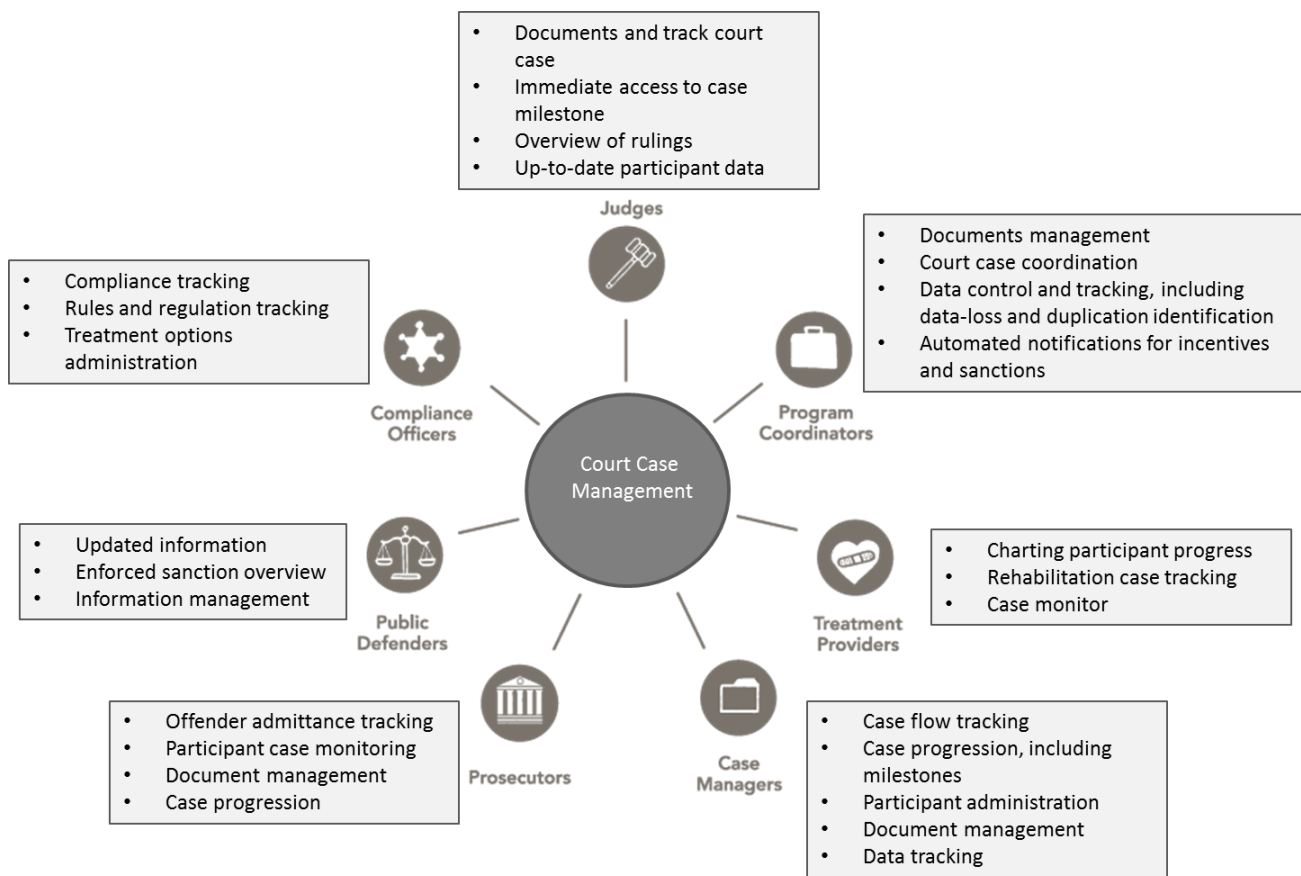 • Documents and track court
case
• Immediate access to case
milestone
• Overview of rulings
• Up-to-date participant data
Judges
• Documents management
• Court case coordination
• Data control and tracking, including
data-loss and duplication identification
• Automated notifications for incentives
and sanctions
Program
Coordinators
• Compliance tracking
• Rules and regulation tracking
• Treatment options
administration
Compliance
Officers
Court Case
Management
• Updated information
• Enforced sanction overview
• Information management
Public
Defenders
• Charting participant progress
• Rehabilitation case tracking
• Case monitor
Treatment
Providers
• Offender admittance tracking
• Participant case monitoring
• Document management
• Case progression
Prosecutors
• Case flow tracking
• Case progression, including
milestones
• Participant administration
• Document management
• Data tracking
Case
Managers